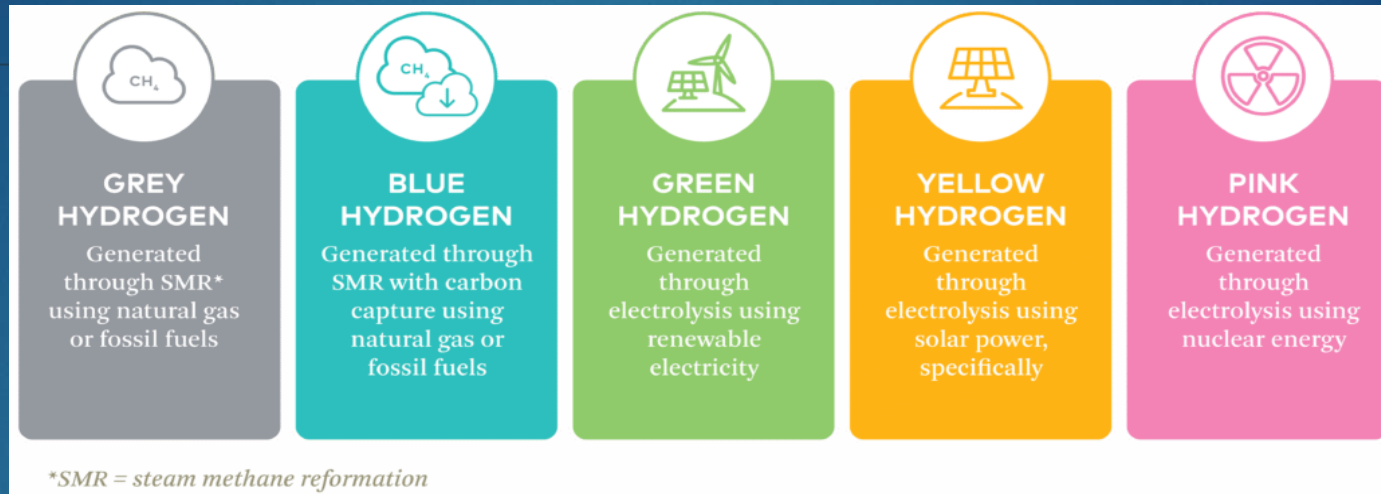 CH₄
GREY
HYDROGEN
Generated
through SMR*
using natural gas
or fossil fuels
CH₄
BLUE
HYDROGEN
Generated through
SMR with carbon
capture using
natural gas or
fossil fuels
GREEN
HYDROGEN
Generated
through
electrolysis using
renewable
electricity
YELLOW
HYDROGEN
Generated
through
electrolysis using
solar power,
specifically
PINK
HYDROGEN
Generated
through
electrolysis using
nuclear energy
*SMR = steam methane reformation